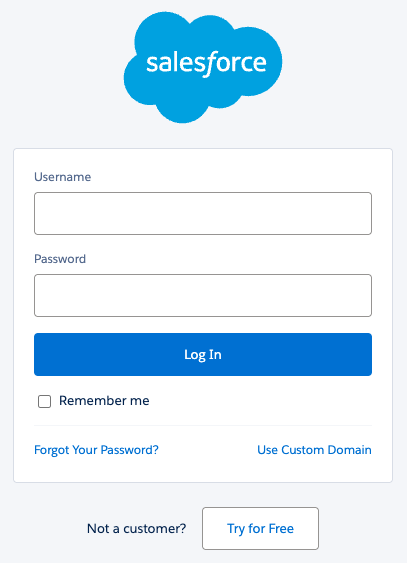 salesforce
Username
Password
Log In
Remember me
Forgot Your Password? Use Custom Domain
Not a customer? Try for Free